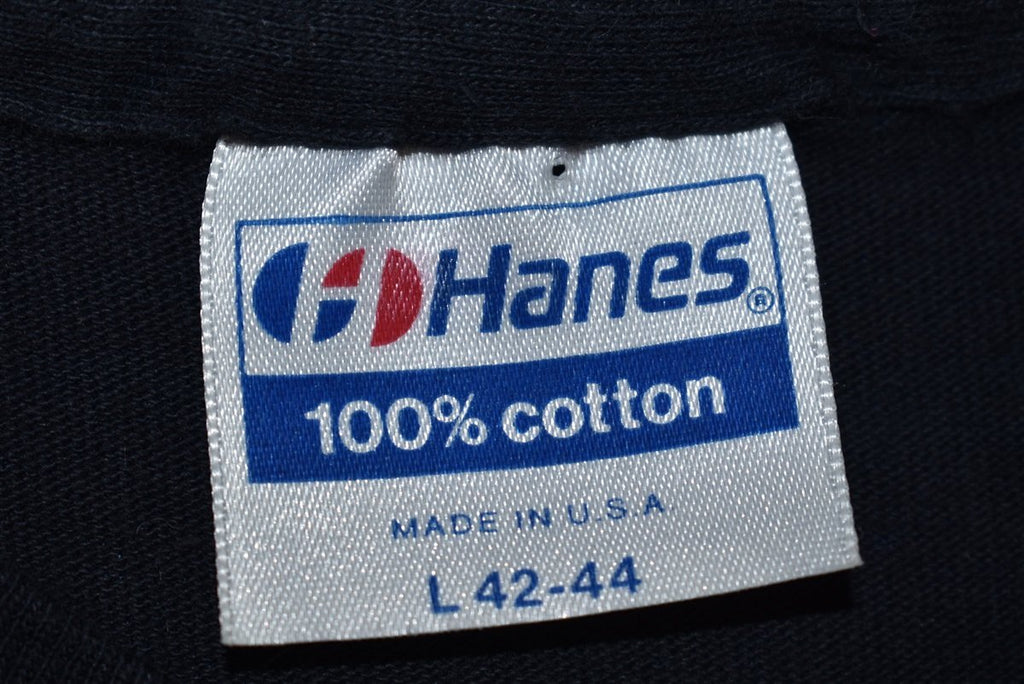 Hanes ®
100% cotton
MADE IN U.S.A.
L 42-44